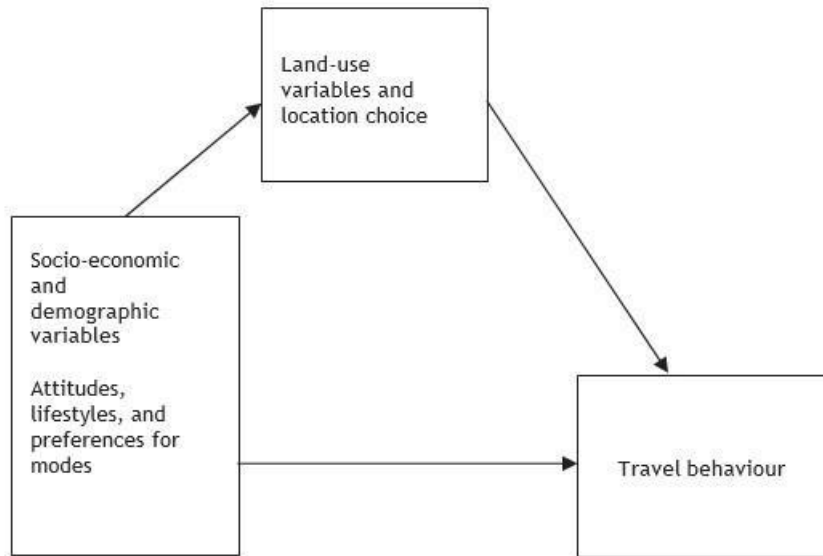 Land-use
variables and
location choice
Socio-economic
and
demographic
variables
Attitudes,
lifestyles, and
preferences for
modes
Travel behaviour